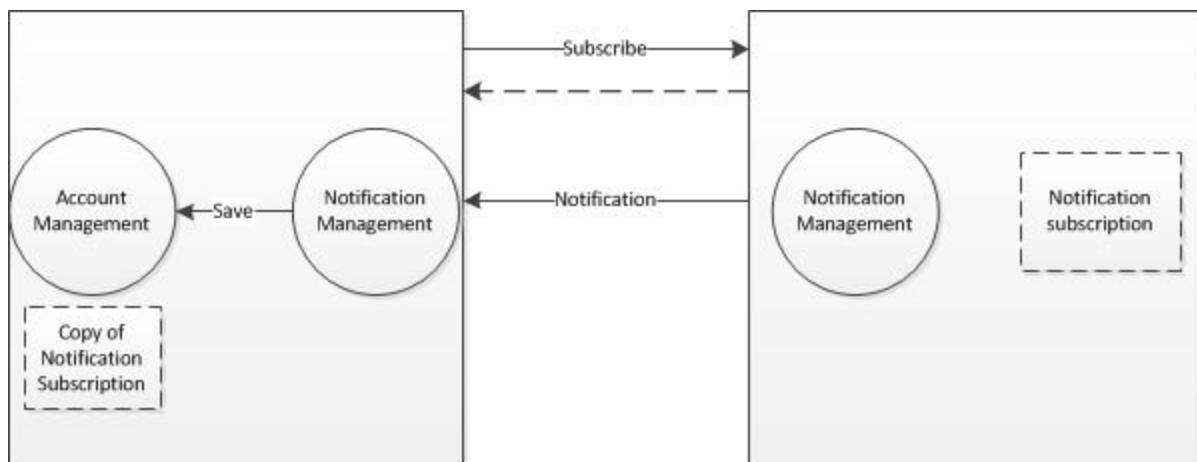 Subscribe
Account
Management
Save
Notification
Management
Notification
Notification
Management
Notification
subscription
Copy of
Notification
Subscription